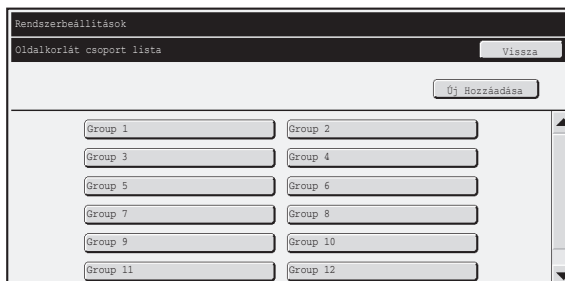 Rendszerbeállítások
Oldalkorlát csoport lista Vissza
Új Hozzáadása
Group 1 Group 2
Group 3 Group 4
Group 5 Group 6
Group 7 Group 8
Group 9 Group 10
Group 11 Group 12